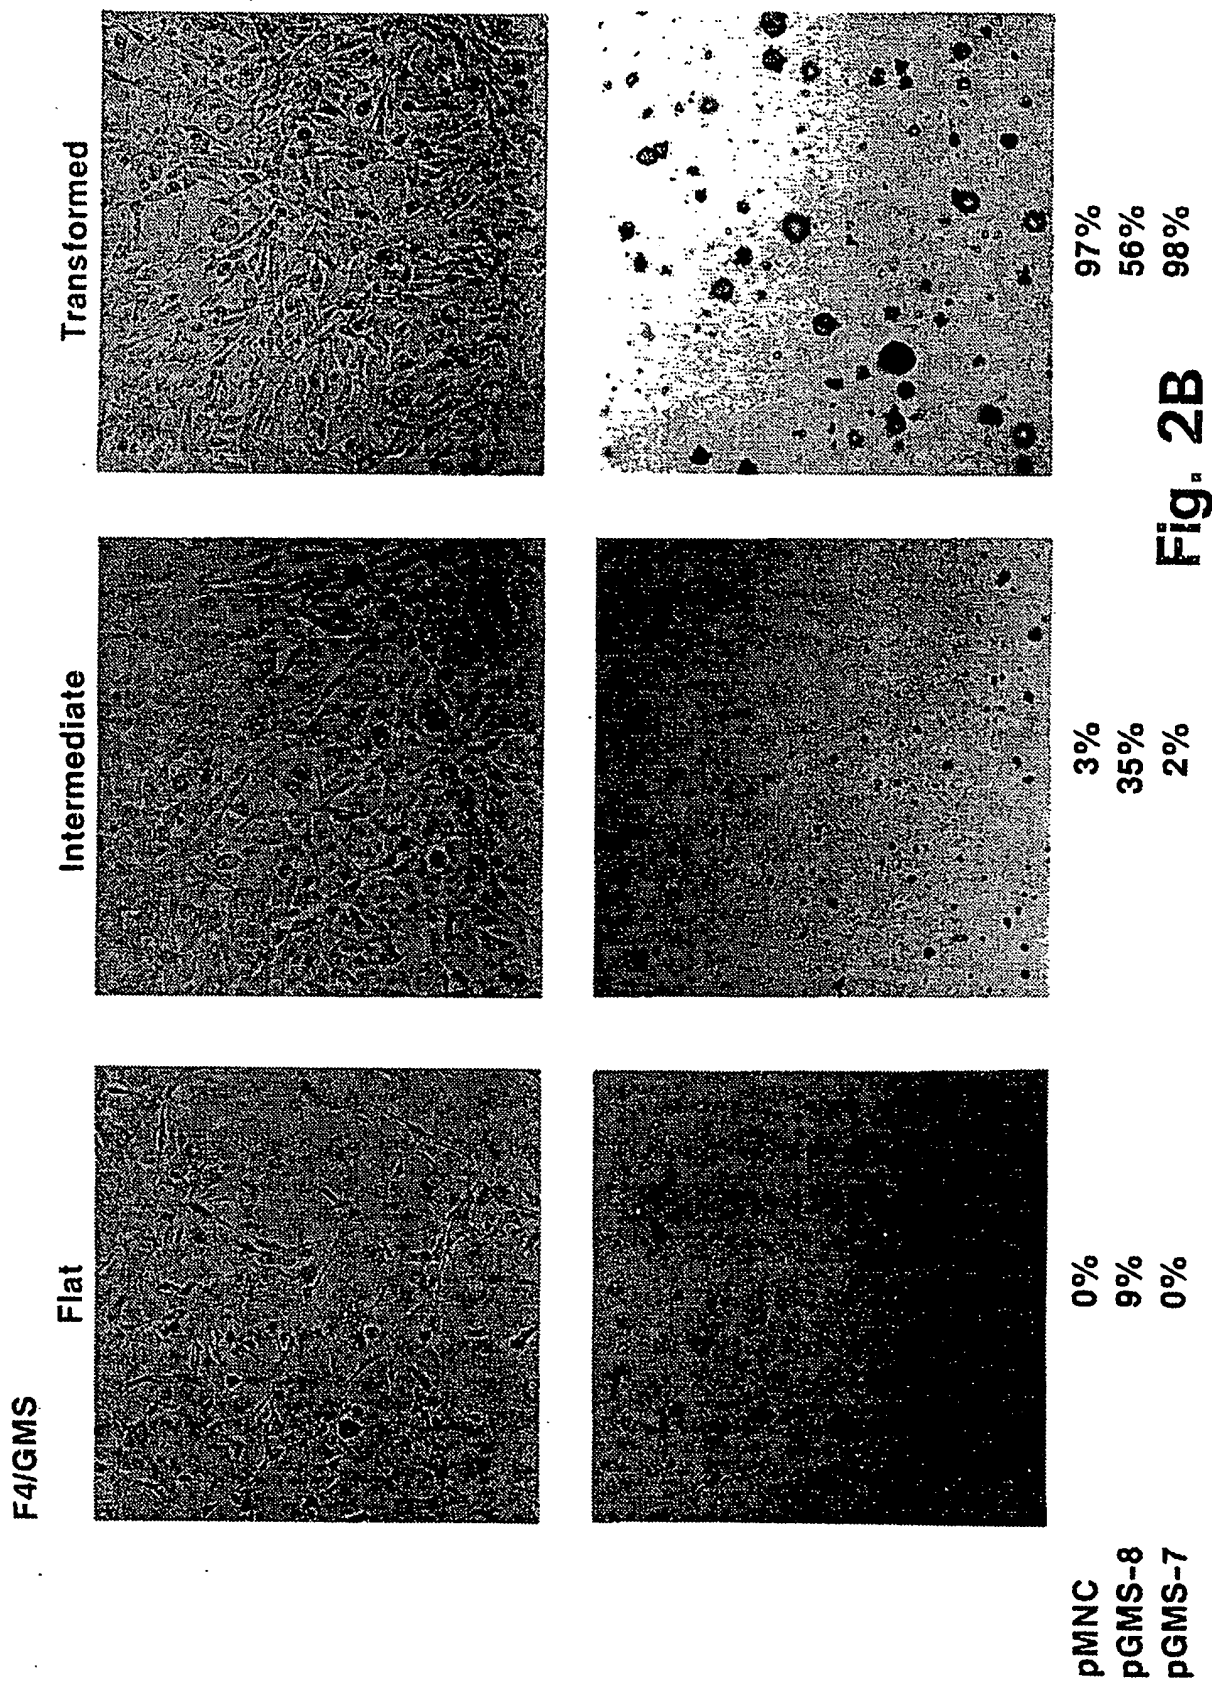 F4/GMS
Flat Intermediate Transformed
pMNC 0% 3% 97%
pGMS-8 9% 35% 56%
pGMS-7 0% 2% 98%
Fig. 2B